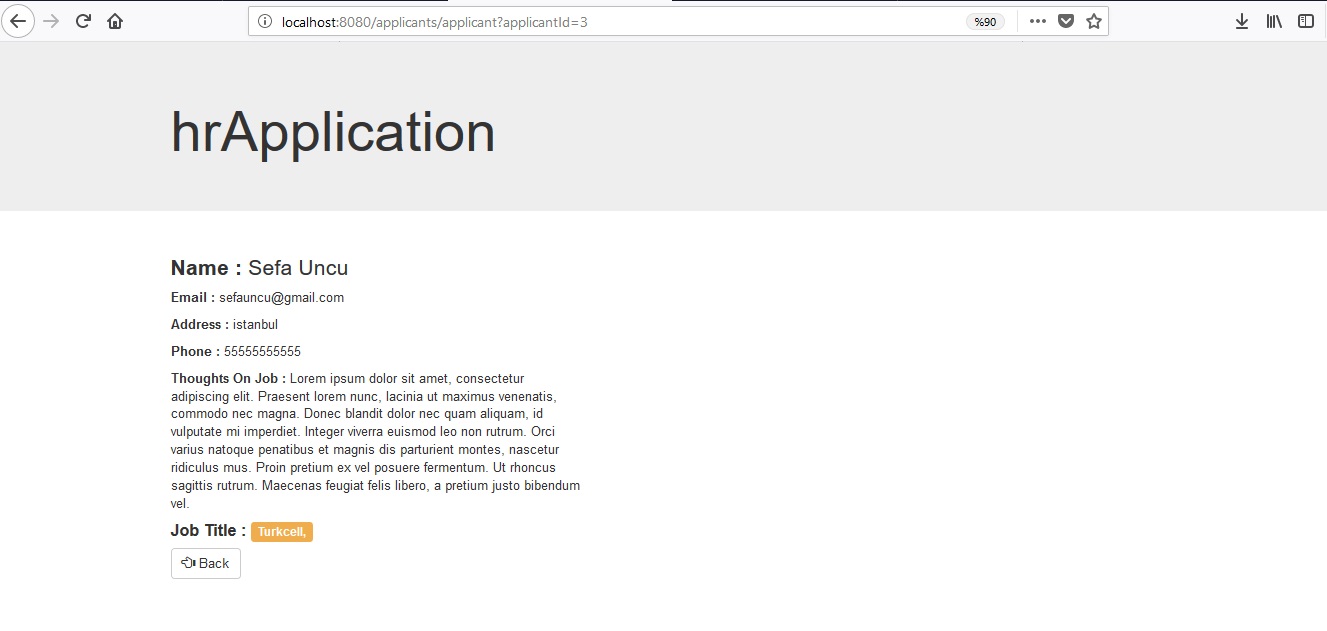 localhost:8080/applicants/applicant?applicantId=3
%90
hrApplication
Name : Sefa Uncu
Email : sefauncu@gmail.com
Address : istanbul
Phone : 55555555555
Thoughts On Job : Lorem ipsum dolor sit amet, consectetur
adipiscing elit. Praesent lorem nunc, lacinia ut maximus venenatis,
commodo nec magna. Donec blandit dolor nec quam aliquam, id
vulputate mi imperdiet. Integer viverra euismod leo non rutrum. Orci
varius natoque penatibus et magnis dis parturient montes, nascetur
ridiculus mus. Proin pretium ex vel posuere fermentum. Ut rhoncus
sagittis rutrum. Maecenas feugiat felis libero, a pretium justo bibendum
vel.
Job Title : Turkcell,
Back